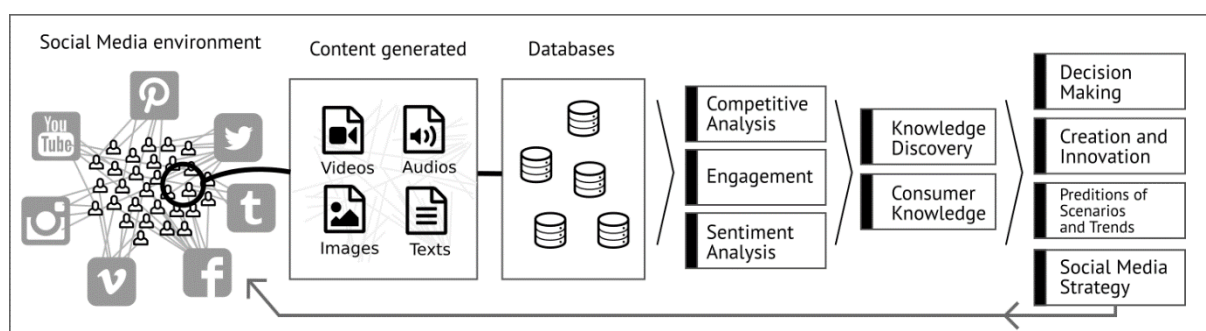 Social Media environment
You
Tube
t
v
f
Content generated
Videos
Audios
Images
Texts
Databases
Competitive
Analysis
Engagement
Sentiment
Analysis
Knowledge
Discovery
Consumer
Knowledge
Decision
Making
Creation and
Innovation
Preditions of
Scenarios
and Trends
Social Media
Strategy